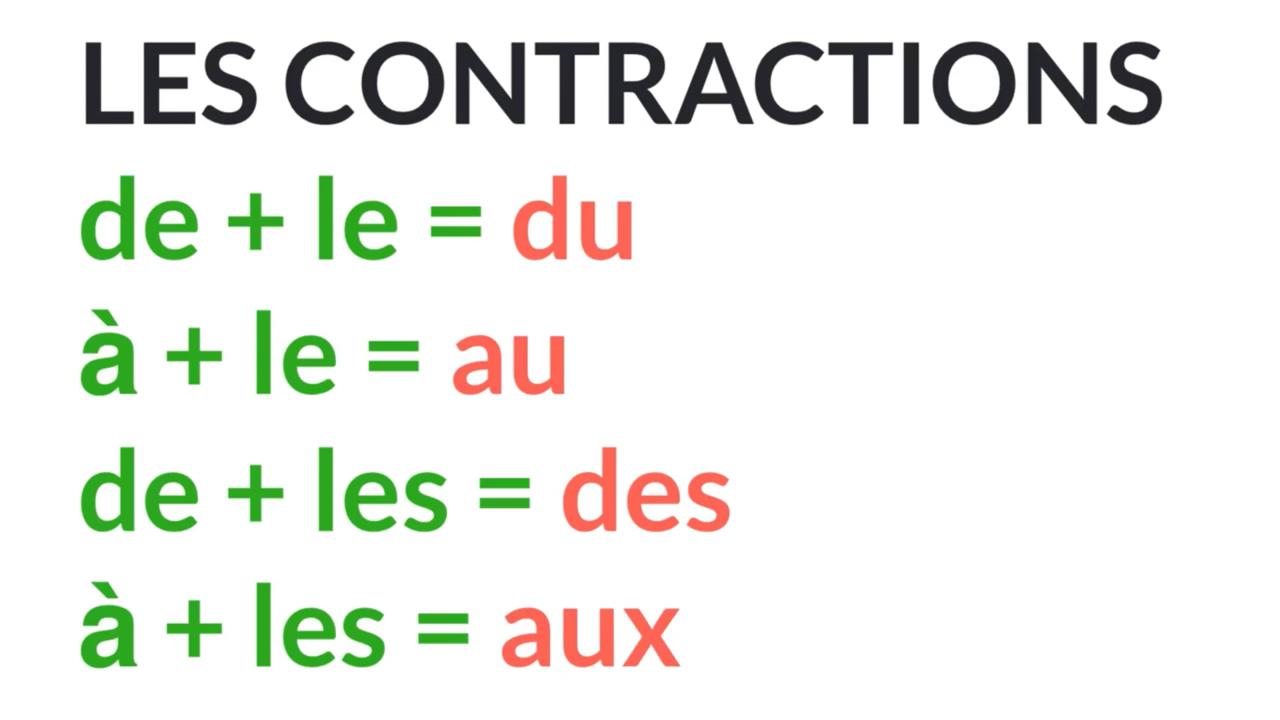 LES CONTRACTIONS
de + le = du
à + le = au
de + les = des
à + les = aux